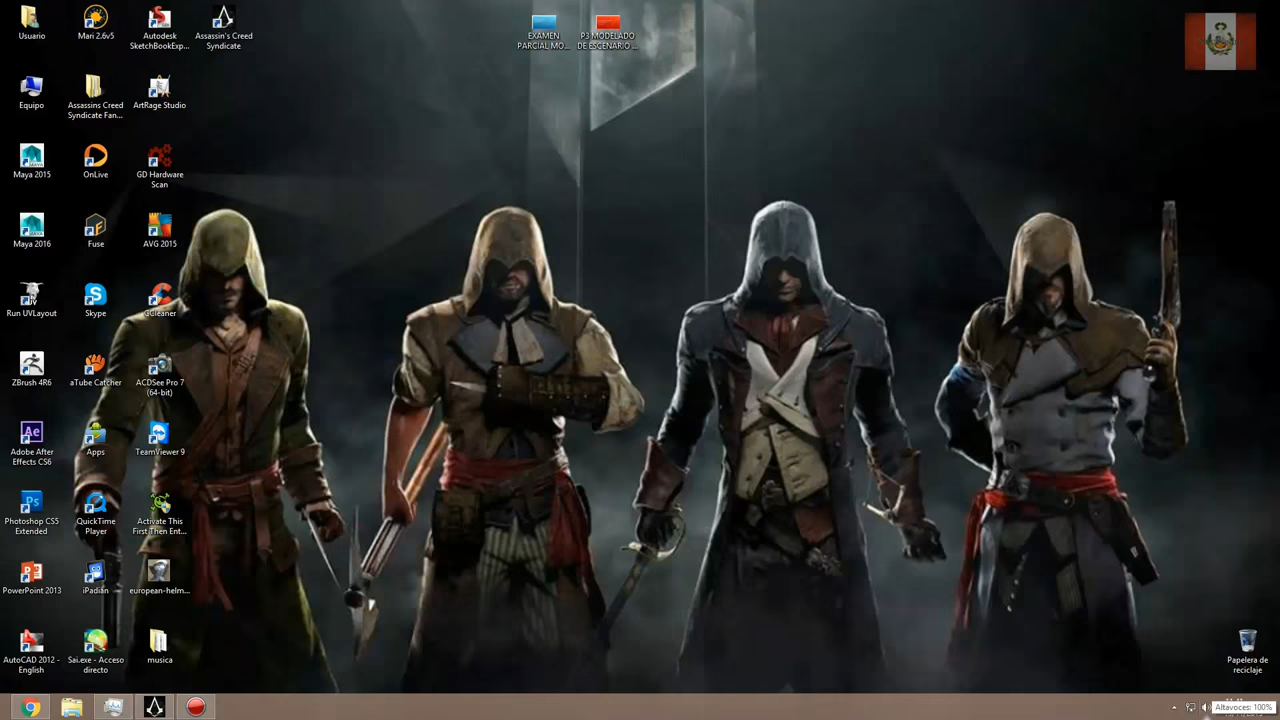 Usuario
Mari 2.6v5
Autodesk
SketchBookExp...
Assassin's Creed
Syndicate
EXAMEN
PARCIAL MO...
P3 MODELADO
DE ESCENARIO ...
Equipo
Assassins Creed
Syndicate Fan...
ArtRage Studio
Maya 2015
OnLive
GD Hardware
Scan
Maya 2016
Fuse
AVG 2015
Run UVLayout
Skype
CCleaner
ZBrush 4R6
aTube Catcher
ACDSee Pro 7
(64-bit)
Adobe After
Effects CS6
Apps
TeamViewer 9
Photoshop CS5
Extended
QuickTime
Player
Activate This
First Then Ent...
PowerPoint 2013
iPadian
european-helm...
AutoCAD 2012 -
English
Sai.exe - Acceso
directo
musica
Papelera de
reciclaje
Altavoces: 100%